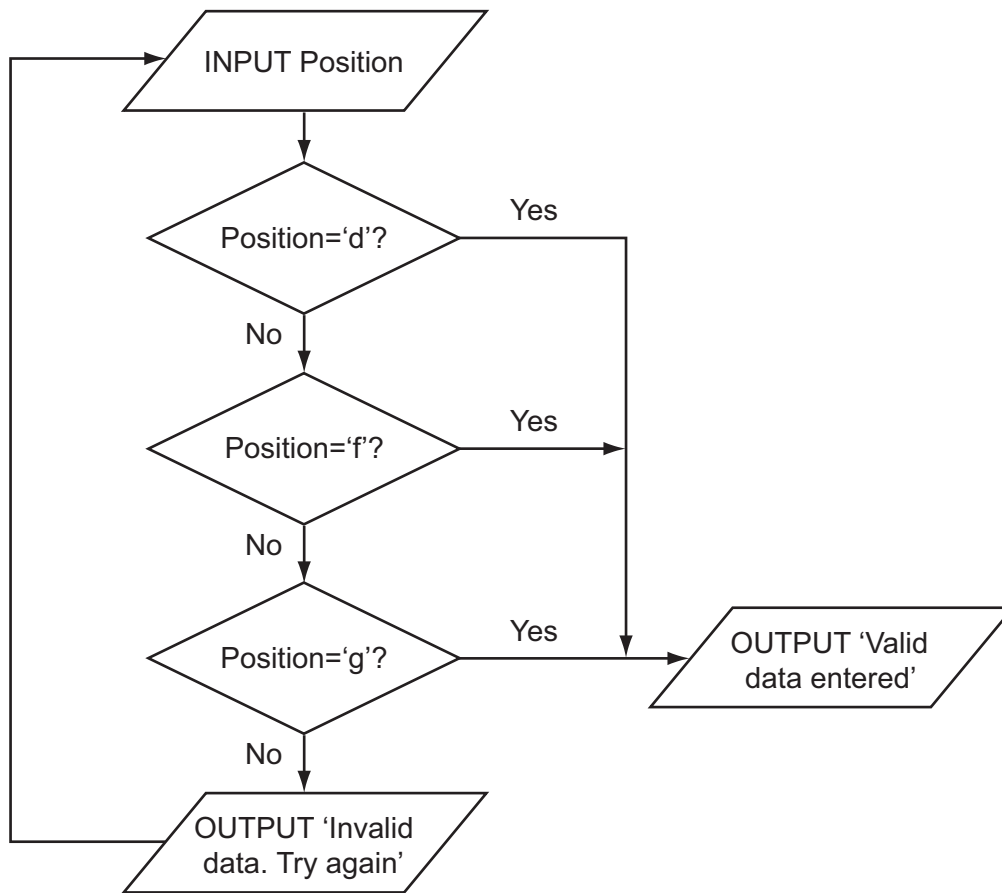 INPUT Position
Yes
Position=‘d’?
No
Yes
Position=‘f’?
No
Yes
Position=‘g’?
OUTPUT ‘Valid
data entered’
No
OUTPUT ‘Invalid
data. Try again’